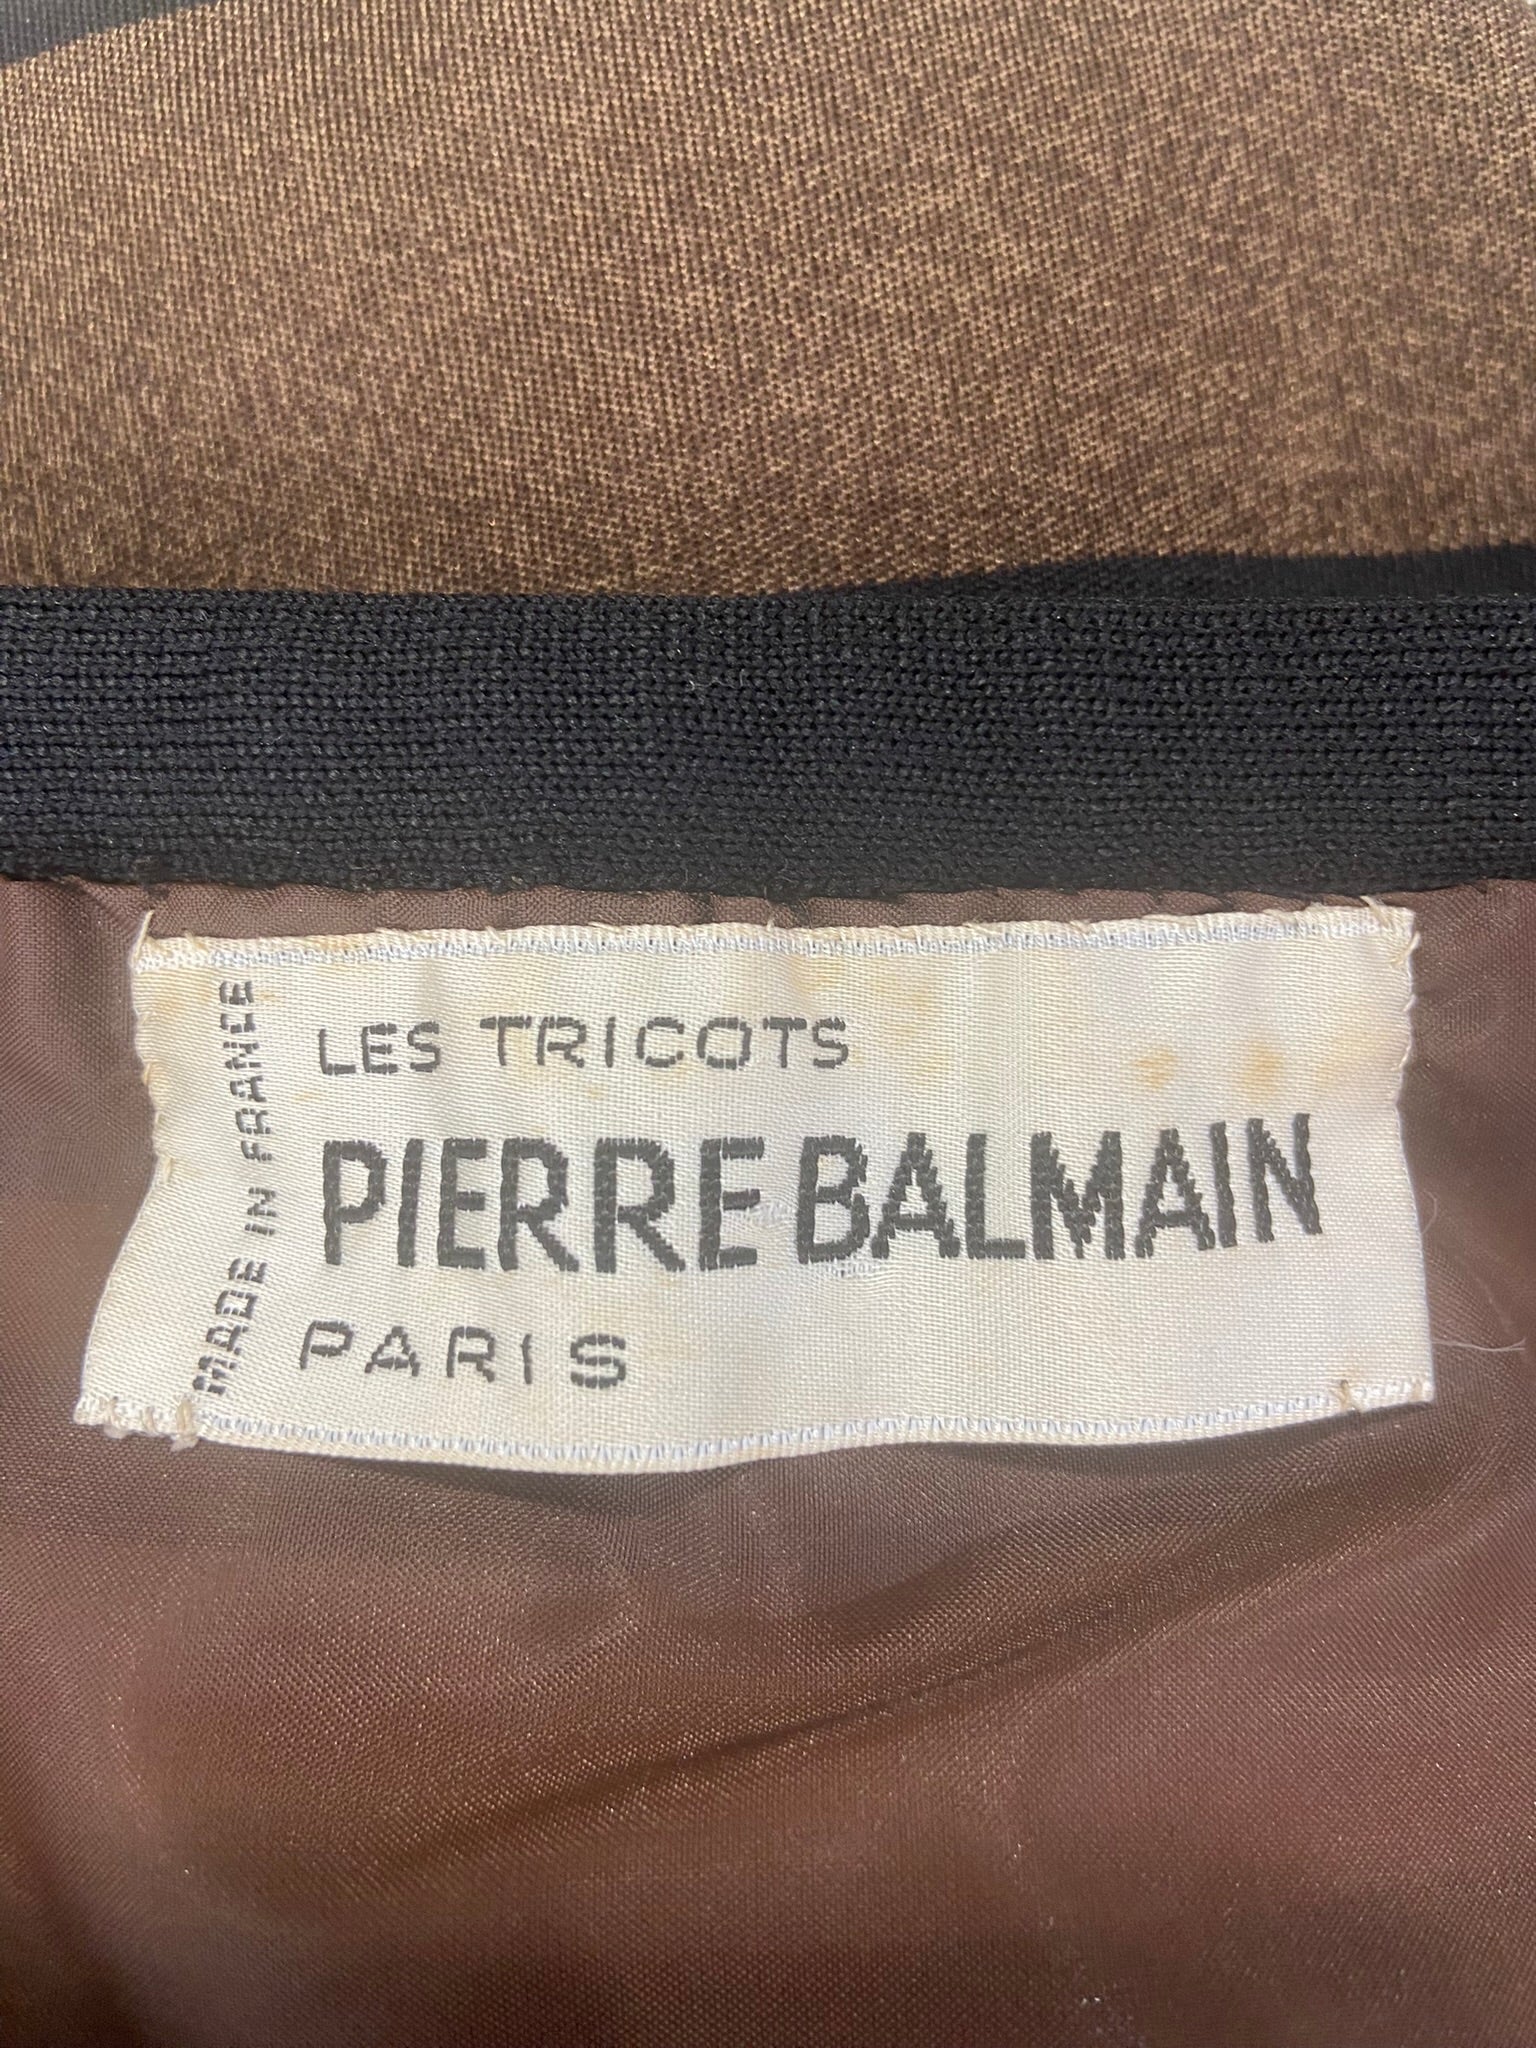 LES TRICOTS
PIERRE BALMAIN
PARIS
MADE IN FRANCE